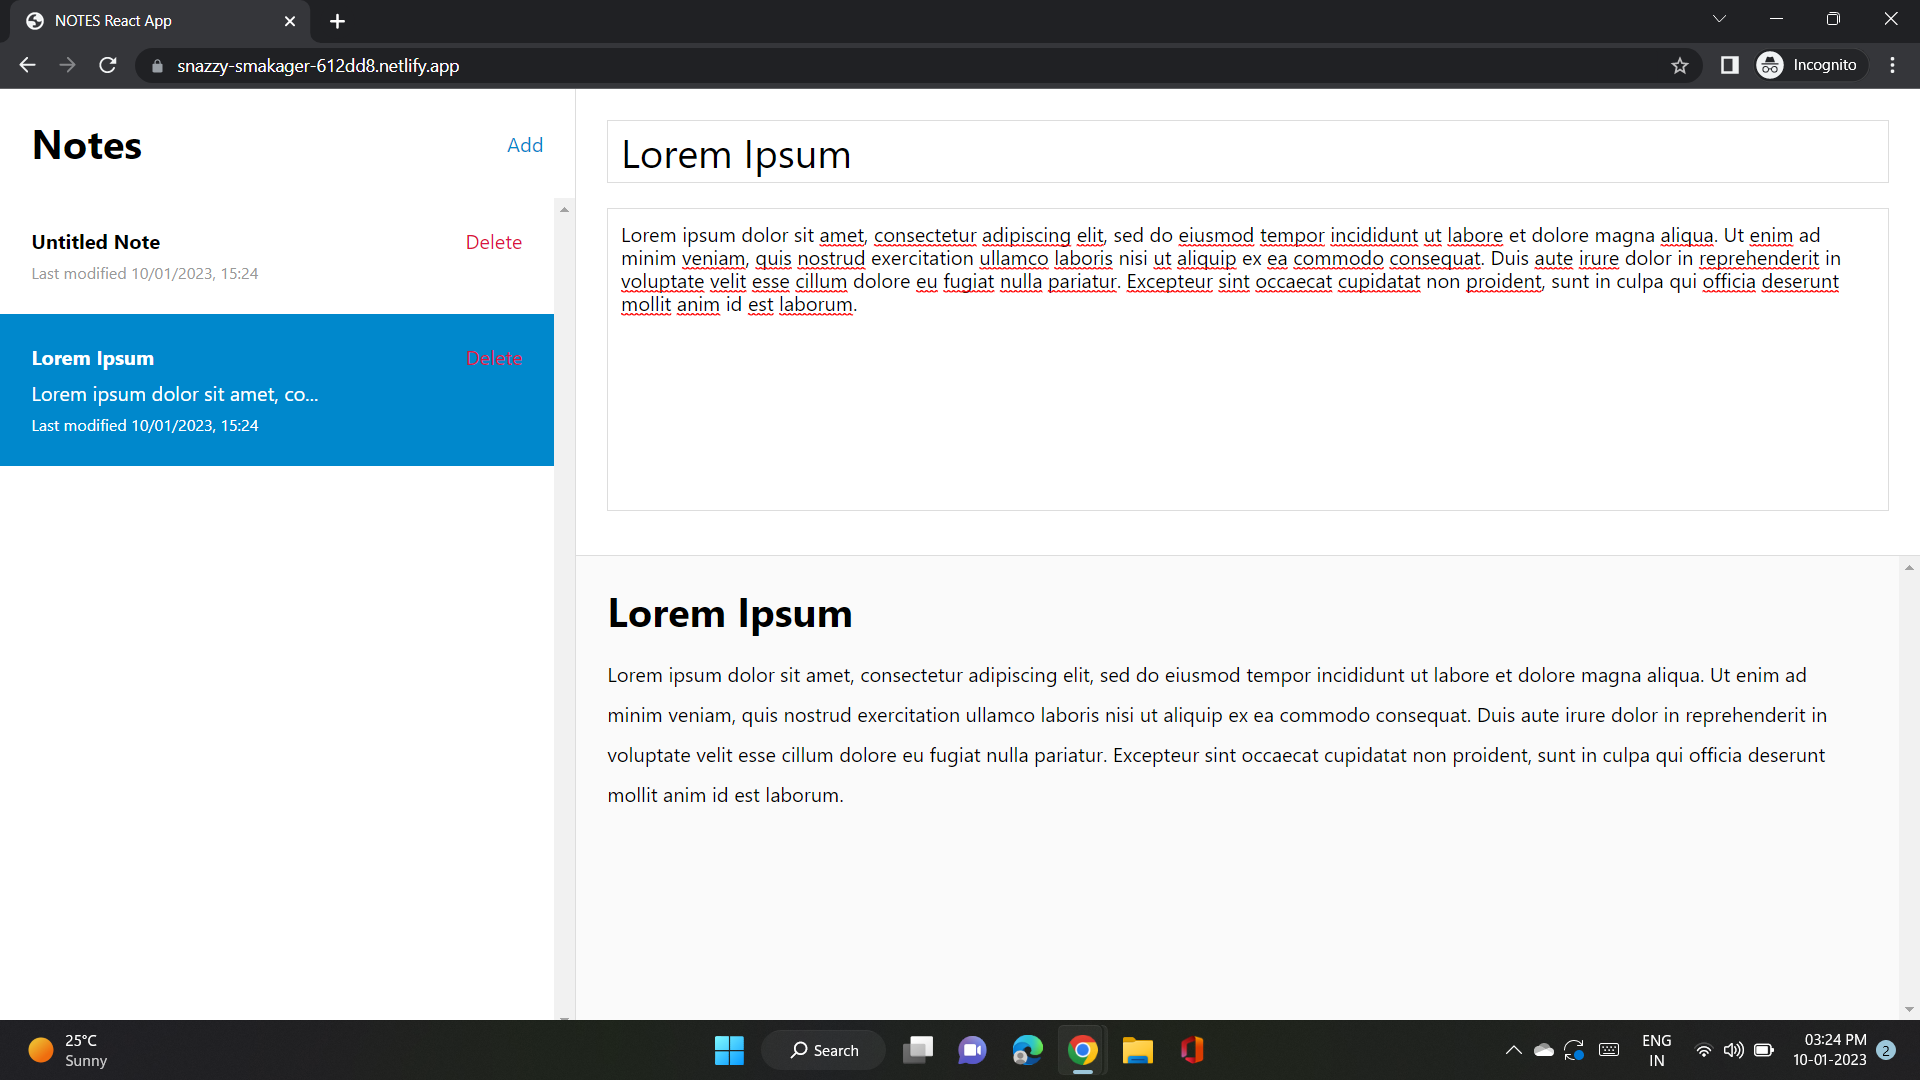 NOTES React App
snazzy-smakager-612dd8.netlify.app
Incognito
Notes
Add
Untitled Note
Delete
Last modified 10/01/2023, 15:24
Lorem Ipsum
Delete
Lorem ipsum dolor sit amet, co...
Last modified 10/01/2023, 15:24
Lorem Ipsum
Lorem ipsum dolor sit amet, consectetur adipiscing elit, sed do eiusmod tempor incididunt ut labore et dolore magna aliqua. Ut enim ad
minim veniam, quis nostrud exercitation ullamco laboris nisi ut aliquip ex ea commodo consequat. Duis aute irure dolor in reprehenderit in
voluptate velit esse cillum dolore eu fugiat nulla pariatur. Excepteur sint occaecat cupidatat non proident, sunt in culpa qui officia deserunt
mollit anim id est laborum.
Lorem Ipsum
Lorem ipsum dolor sit amet, consectetur adipiscing elit, sed do eiusmod tempor incididunt ut labore et dolore magna aliqua. Ut enim ad
minim veniam, quis nostrud exercitation ullamco laboris nisi ut aliquip ex ea commodo consequat. Duis aute irure dolor in reprehenderit in
voluptate velit esse cillum dolore eu fugiat nulla pariatur. Excepteur sint occaecat cupidatat non proident, sunt in culpa qui officia deserunt
mollit anim id est laborum.
25°C
Sunny
Search
ENG
IN
03:24 PM
10-01-2023
2